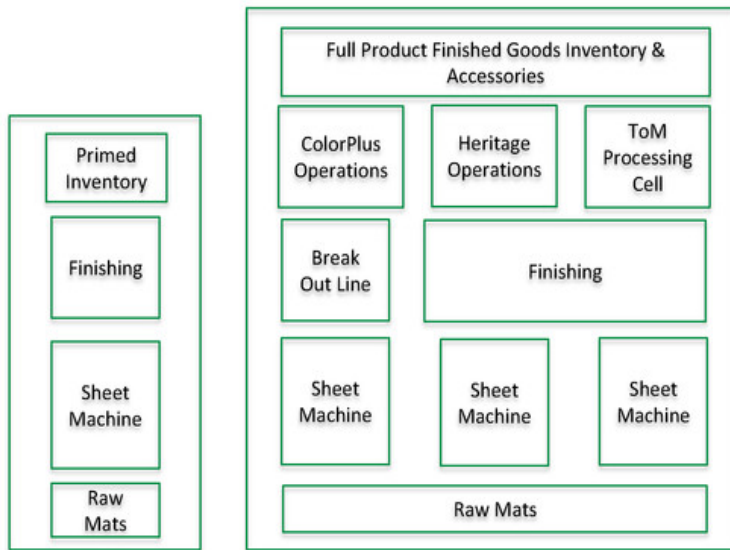 Primed
Inventory
Finishing
Sheet
Machine
Raw
Mats
Full Product Finished Goods Inventory &
Accessories
ColorPlus
Operations
Heritage
Operations
ToM
Processing
Cell
Break
Out Line
Finishing
Sheet
Machine
Sheet
Machine
Sheet
Machine
Raw Mats